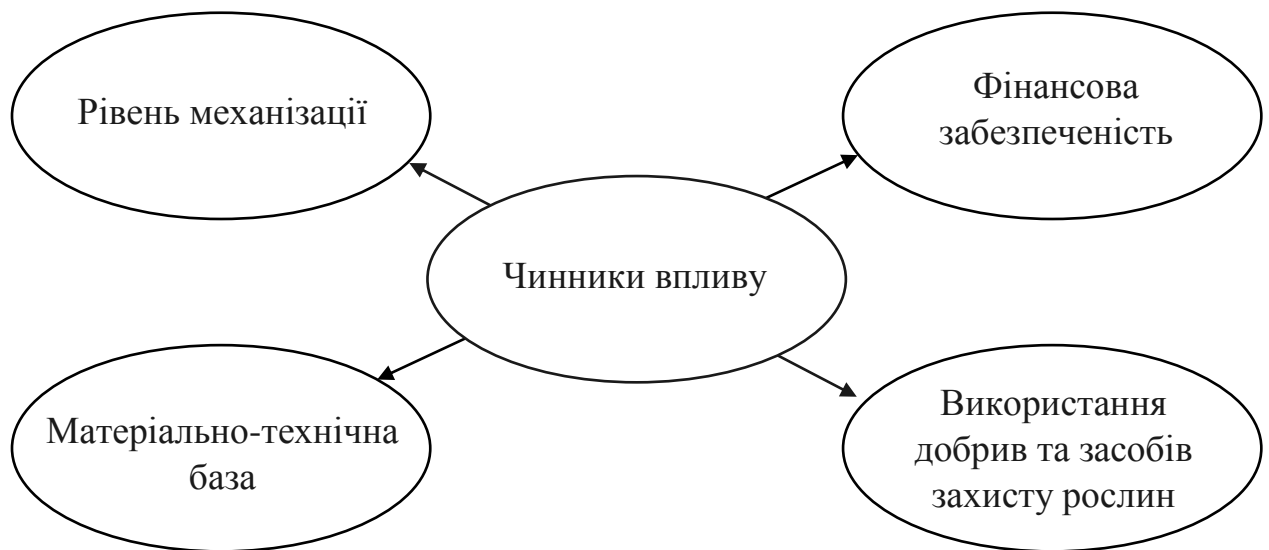 Рівень механізації
Фінансова
забезпеченість
Чинники впливу
Матеріально-технічна
база
Використання
добрив та засобів
захисту рослин